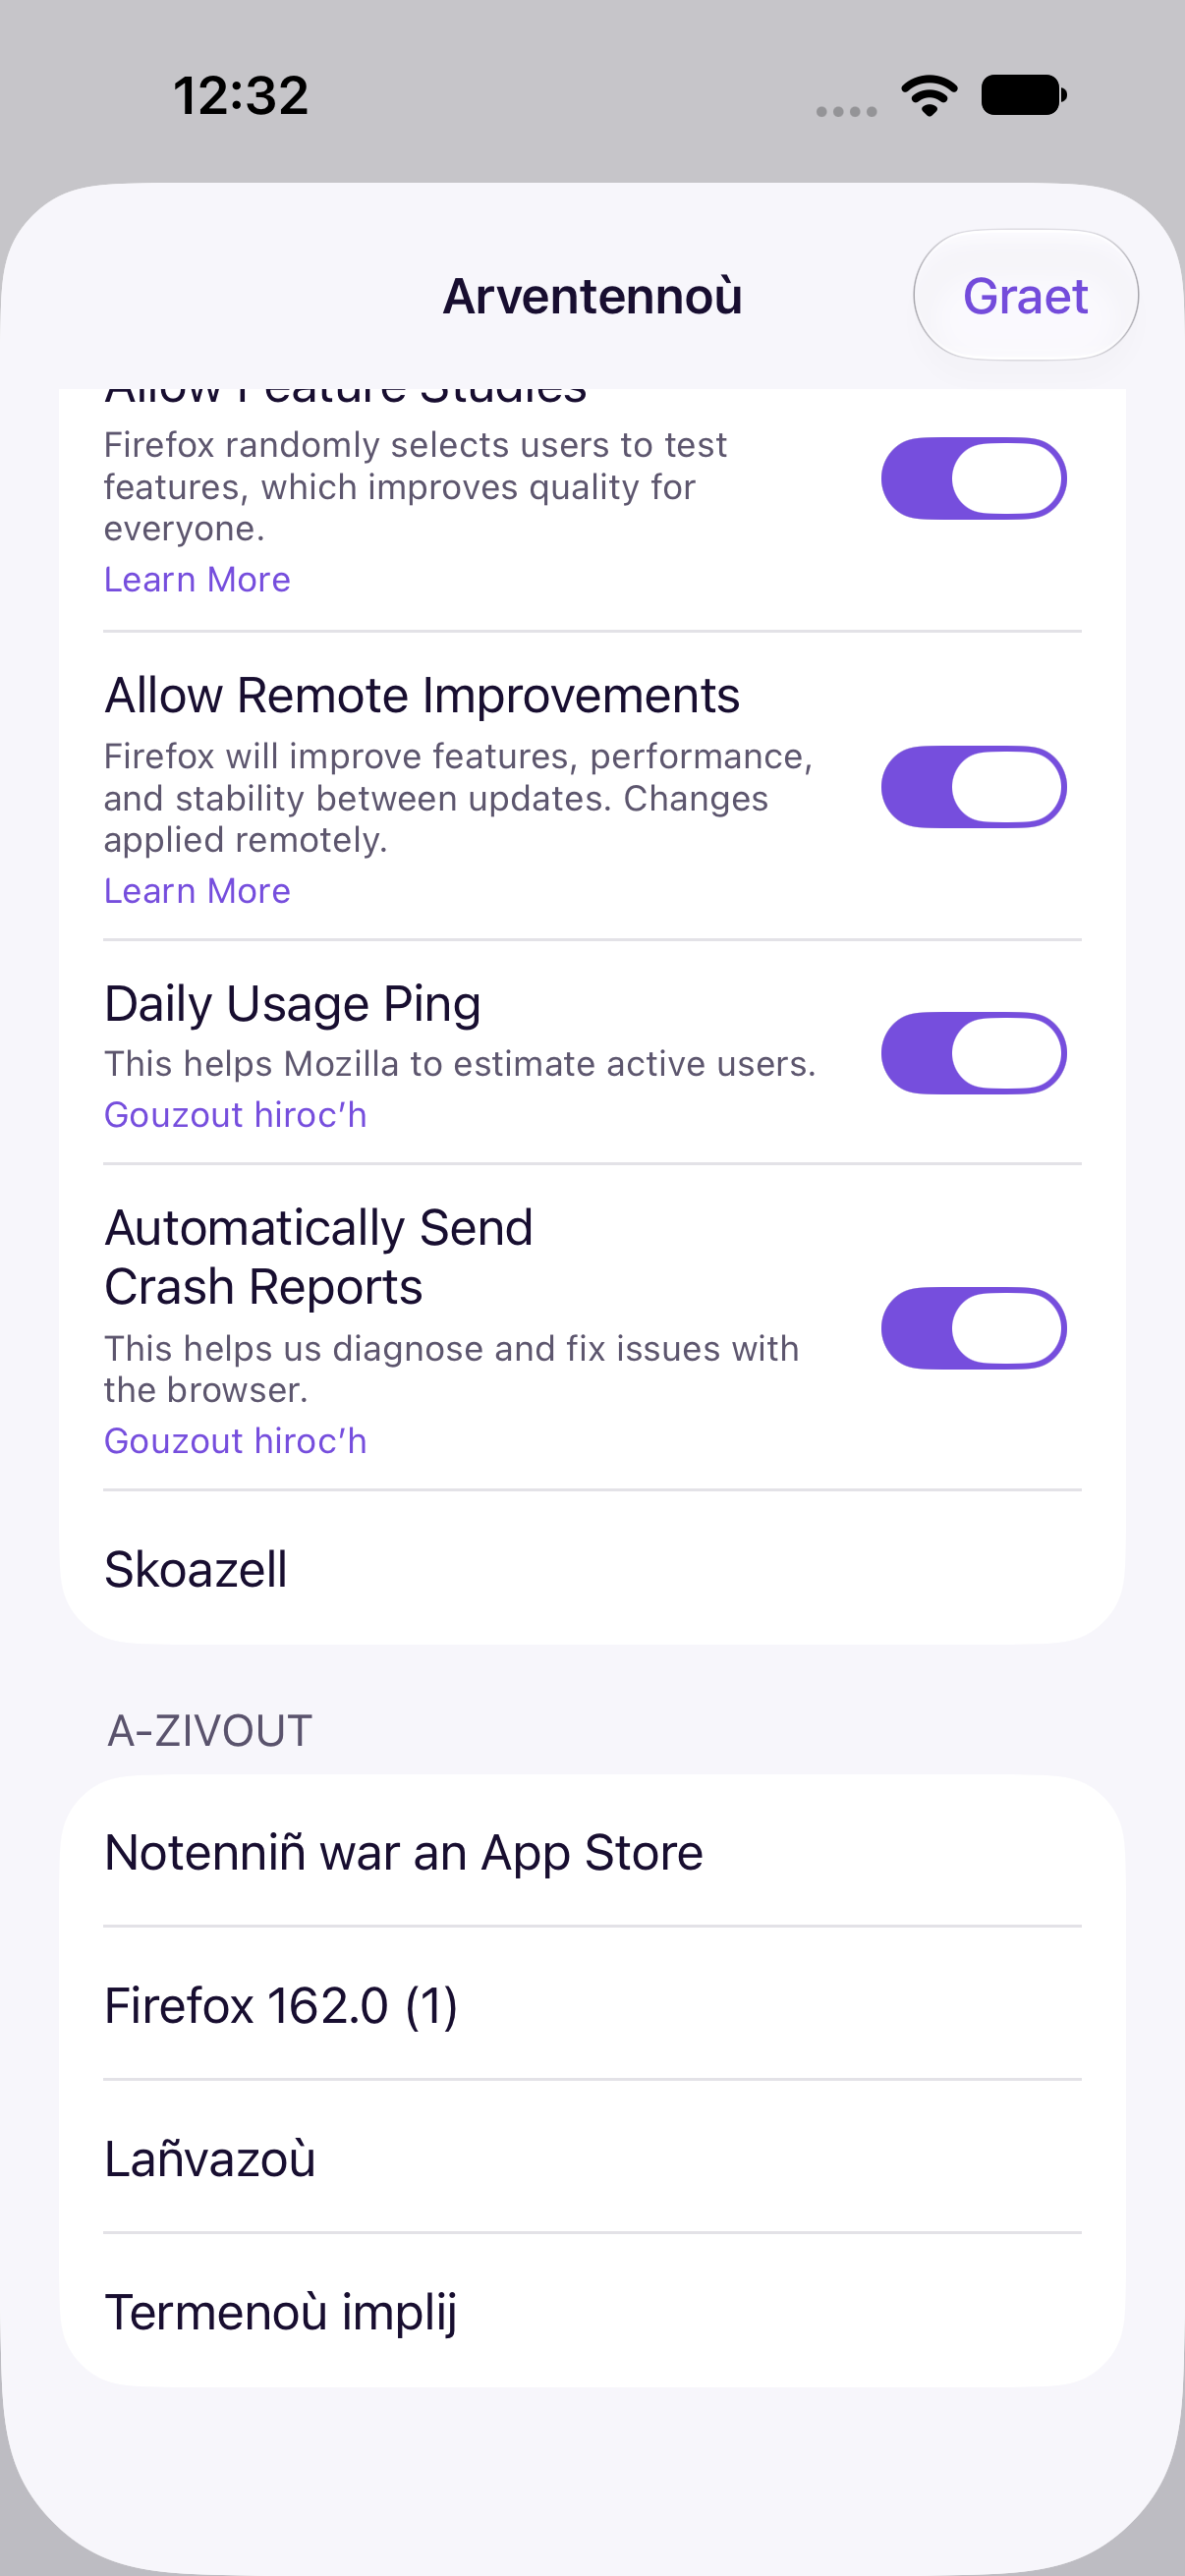 12:32
Arventennoù
Graet
Allow Feature Studies
Firefox randomly selects users to test
features, which improves quality for
everyone.
Learn More
Allow Remote Improvements
Firefox will improve features, performance,
and stability between updates. Changes
applied remotely.
Learn More
Daily Usage Ping
This helps Mozilla to estimate active users.
Gouzout hiroc’h
Automatically Send
Crash Reports
This helps us diagnose and fix issues with
the browser.
Gouzout hiroc’h
Skoazell
A-ZIVOUT
Notenniñ war an App Store
Firefox 162.0 (1)
Lañvazoù
Termenoù implij